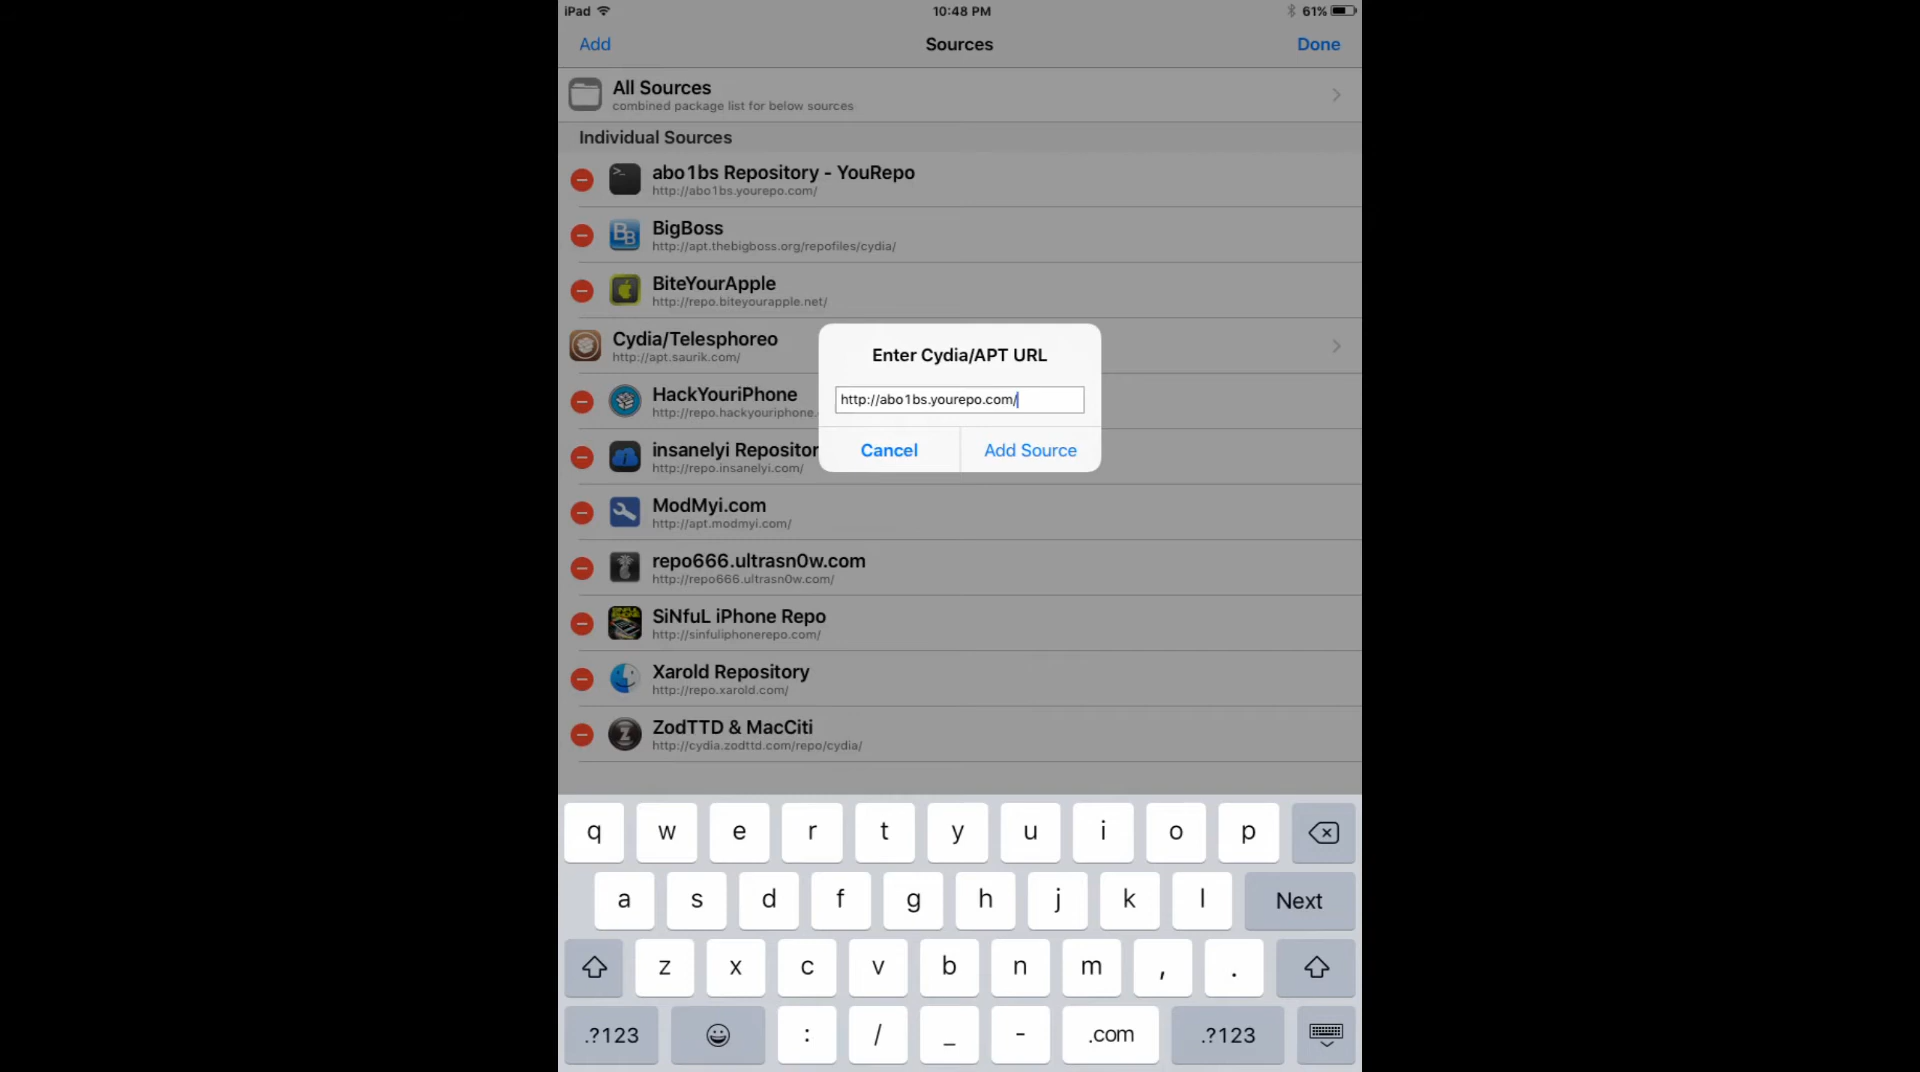 iPad 10:48 PM 61%
Add Sources Done
All Sources
combined package list for below sources
Individual Sources
abo1bs Repository - YouRepo
http://abo1bs.yourepo.com/
BigBoss
http://apt.thebigboss.org/repofiles/cydia/
BiteYourApple
http://repo.biteyourapple.net/
Cydia/Telesphoreo
http://apt.saurik.com/
Enter Cydia/APT URL
http://abo1bs.yourepo.com/
Cancel Add Source
HackYouriPhone
http://repo.hackyouriphone.
insanelyi Repositor
http://repo.insanelyi.com/
ModMyi.com
http://apt.modmyi.com/
repo666.ultrasn0w.com
http://repo666.ultrasn0w.com/
SiNfuL iPhone Repo
http://sinfuliphonerepo.com/
Xarold Repository
http://repo.xarold.com/
ZodTTD & MacCiti
http://cydia.zodttd.com/repo/cydia/
q w e r t y u i o p
a s d f g h j k l Next
z x c v b n m , .
.?123 : / _ - .com .?123